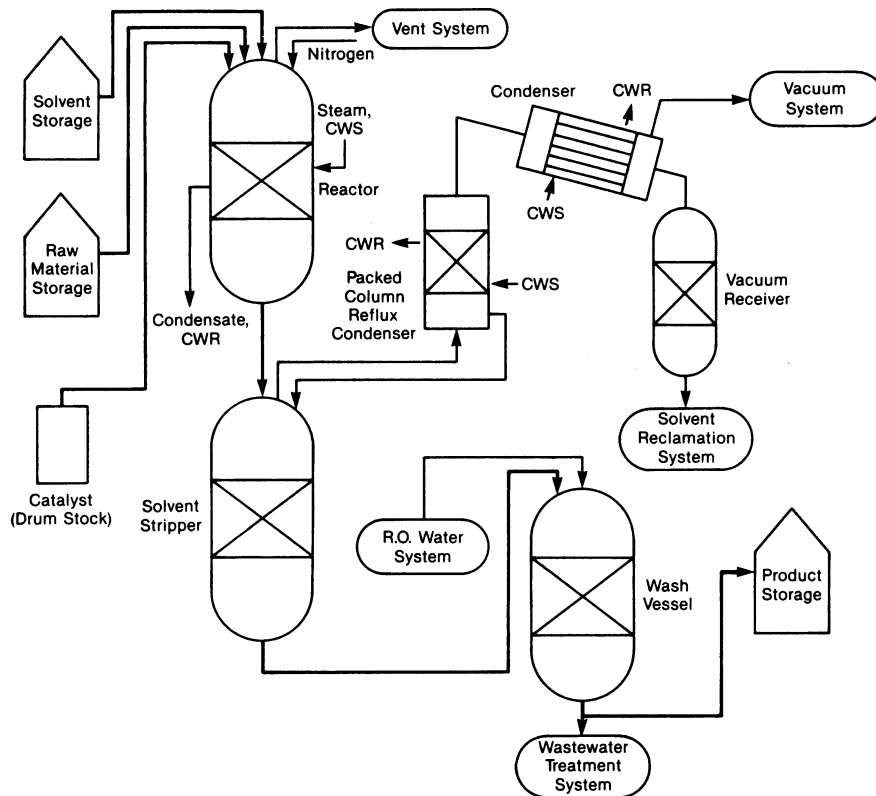 Vent System
Nitrogen
Solvent
Storage
Steam,
CWS
Reactor
Raw
Material
Storage
Condensate,
CWR
Catalyst
(Drum Stock)
Condenser
CWR
CWS
Vacuum
System
CWR
CWS
Packed
Column
Reflux
Condenser
Vacuum
Receiver
Solvent
Reclamation
System
Solvent
Stripper
R.O. Water
System
Wash
Vessel
Product
Storage
Wastewater
Treatment
System